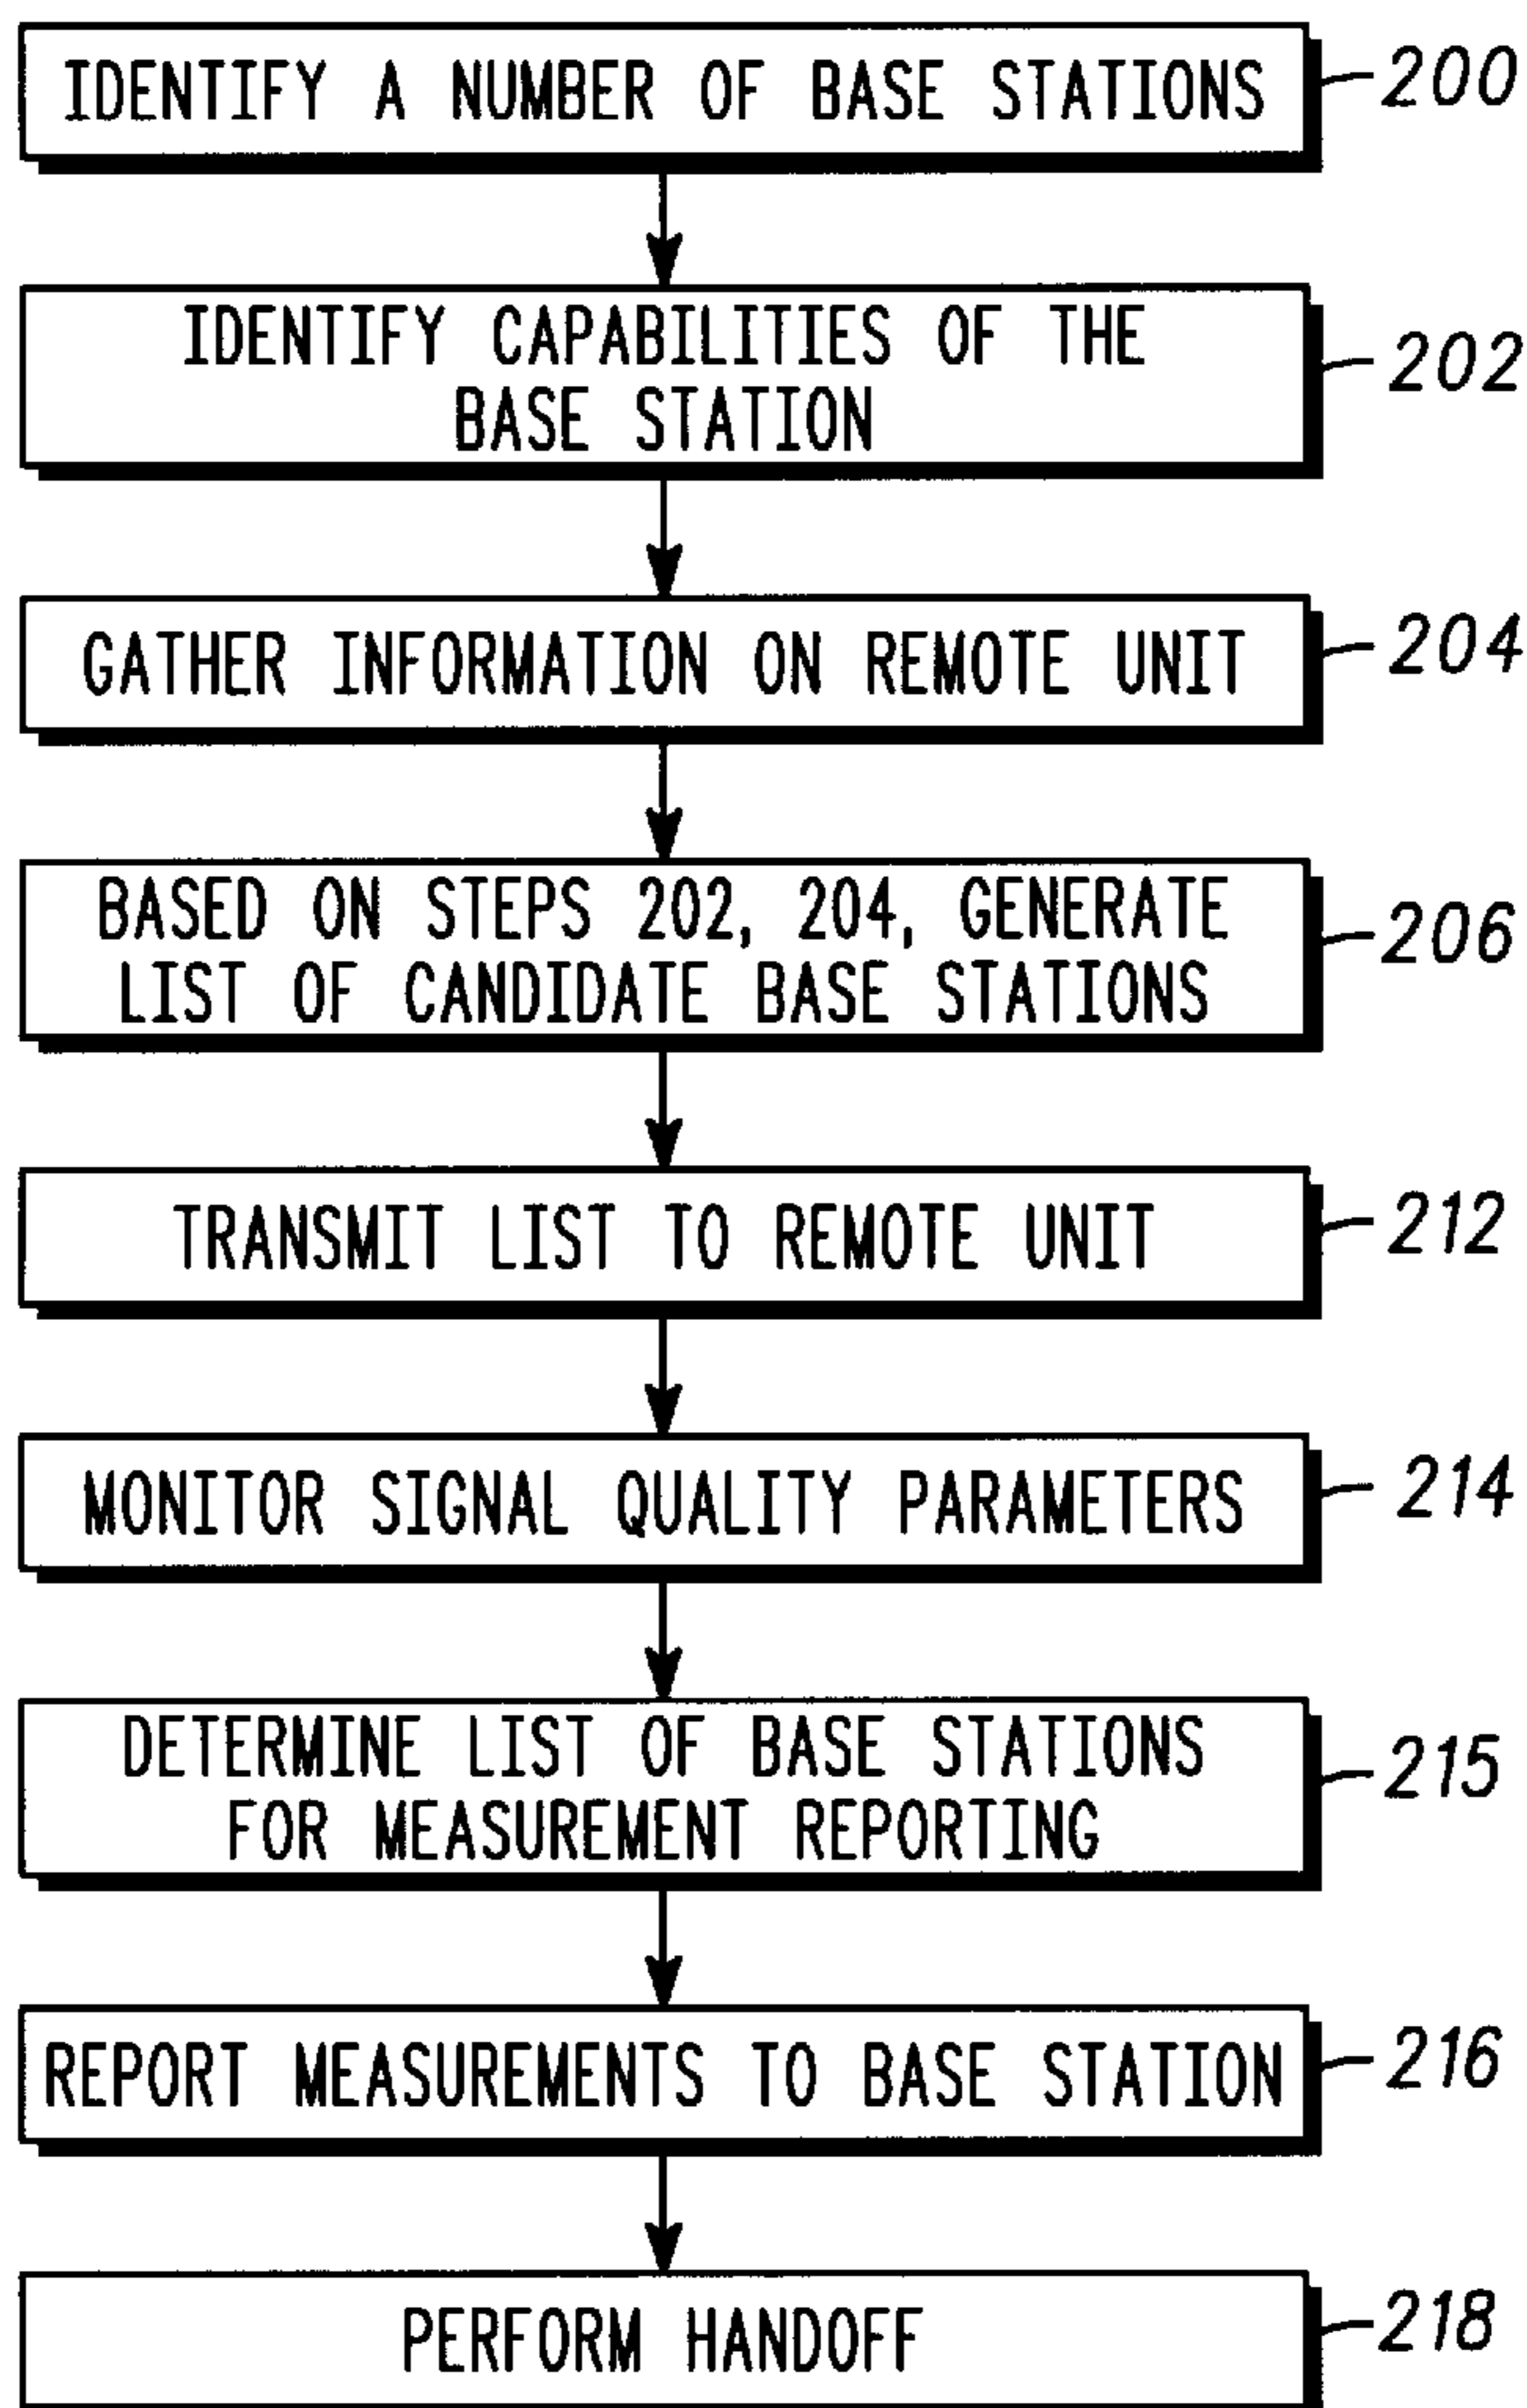 IDENTIFY A NUMBER OF BASE STATIONS
200
IDENTIFY CAPABILITIES OF THE
BASE STATION
202
GATHER INFORMATION ON REMOTE UNIT
204
BASED ON STEPS 202, 204, GENERATE
LIST OF CANDIDATE BASE STATIONS
206
TRANSMIT LIST TO REMOTE UNIT
212
MONITOR SIGNAL QUALITY PARAMETERS
214
DETERMINE LIST OF BASE STATIONS
FOR MEASUREMENT REPORTING
215
REPORT MEASUREMENTS TO BASE STATION
216
PERFORM HANDOFF
218